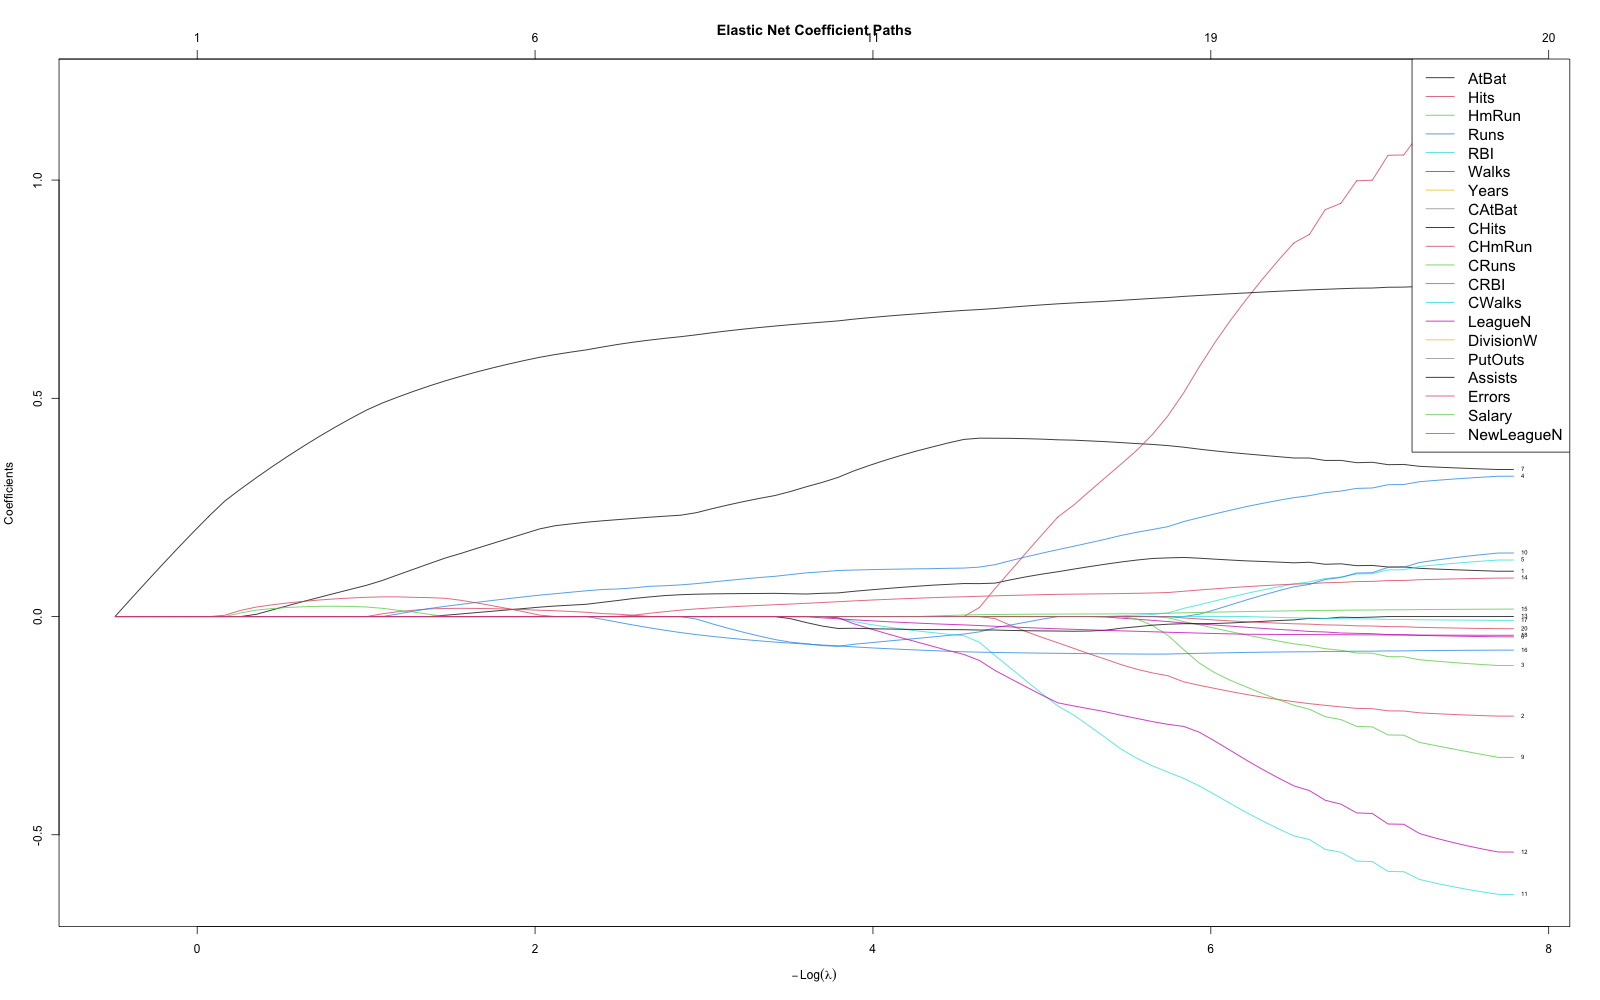 Elastic Net Coefficient Paths
1 6 11 19 20
AtBat
Hits
HmRun
Runs
RBI
Walks
Years
CAtBat
CHits
CHmRun
CRuns
CRBI
CWalks
LeagueN
DivisionW
PutOuts
Assists
Errors
Salary
NewLeagueN
1.0
0.5
0.0
-0.5
Coefficients
7
4
10
5
1
14
15
17
20
16
3
2
9
12
11
0 2 4 6 8
−Log(λ)